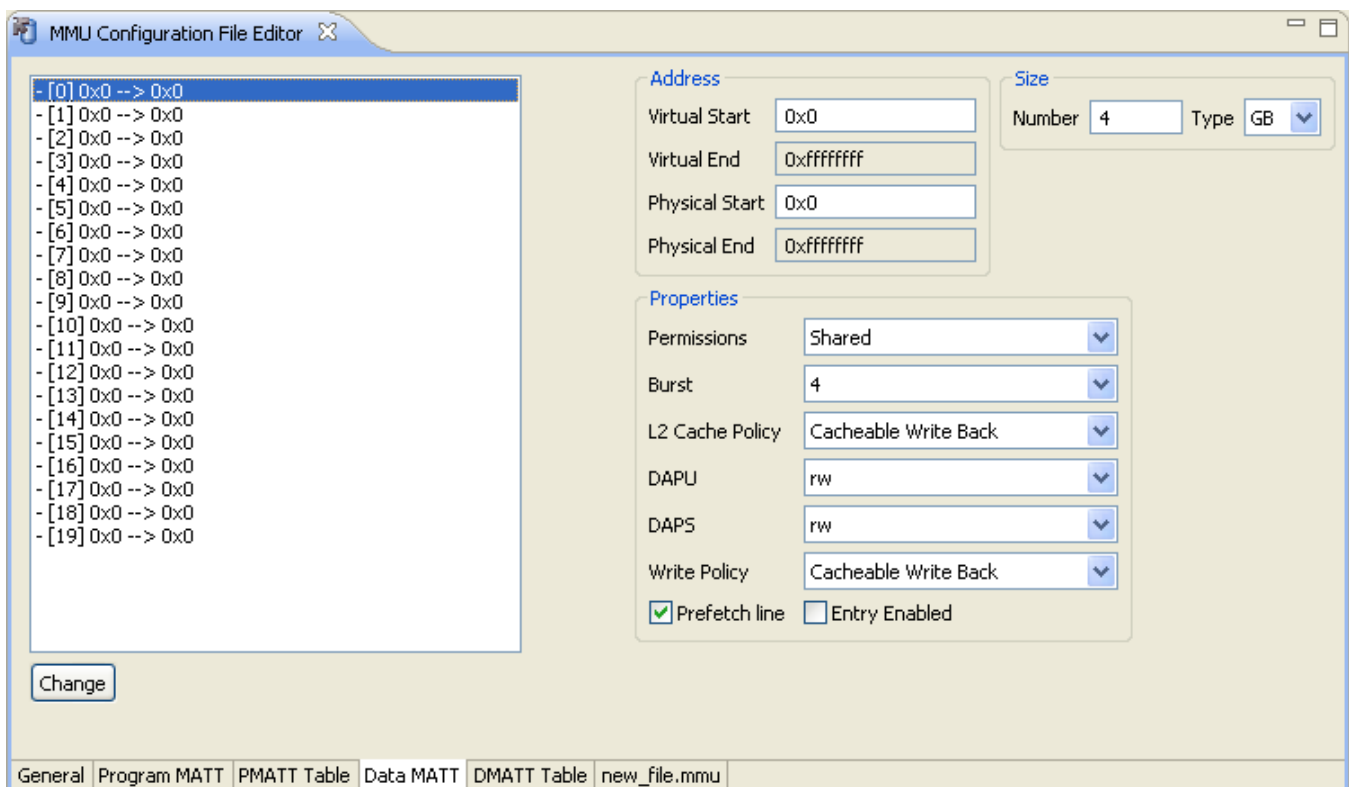 MMU Configuration File Editor
- [0] 0x0 --> 0x0
- [1] 0x0 --> 0x0
- [2] 0x0 --> 0x0
- [3] 0x0 --> 0x0
- [4] 0x0 --> 0x0
- [5] 0x0 --> 0x0
- [6] 0x0 --> 0x0
- [7] 0x0 --> 0x0
- [8] 0x0 --> 0x0
- [9] 0x0 --> 0x0
- [10] 0x0 --> 0x0
- [11] 0x0 --> 0x0
- [12] 0x0 --> 0x0
- [13] 0x0 --> 0x0
- [14] 0x0 --> 0x0
- [15] 0x0 --> 0x0
- [16] 0x0 --> 0x0
- [17] 0x0 --> 0x0
- [18] 0x0 --> 0x0
- [19] 0x0 --> 0x0
Change
Address
Virtual Start 0x0
Virtual End 0xffffffff
Physical Start 0x0
Physical End 0xffffffff
Size
Number 4 Type GB
Properties
Permissions Shared
Burst 4
L2 Cache Policy Cacheable Write Back
DAPU rw
DAPS rw
Write Policy Cacheable Write Back
Prefetch line Entry Enabled
General Program MATT PMATT Table Data MATT DMATT Table new_file.mmu